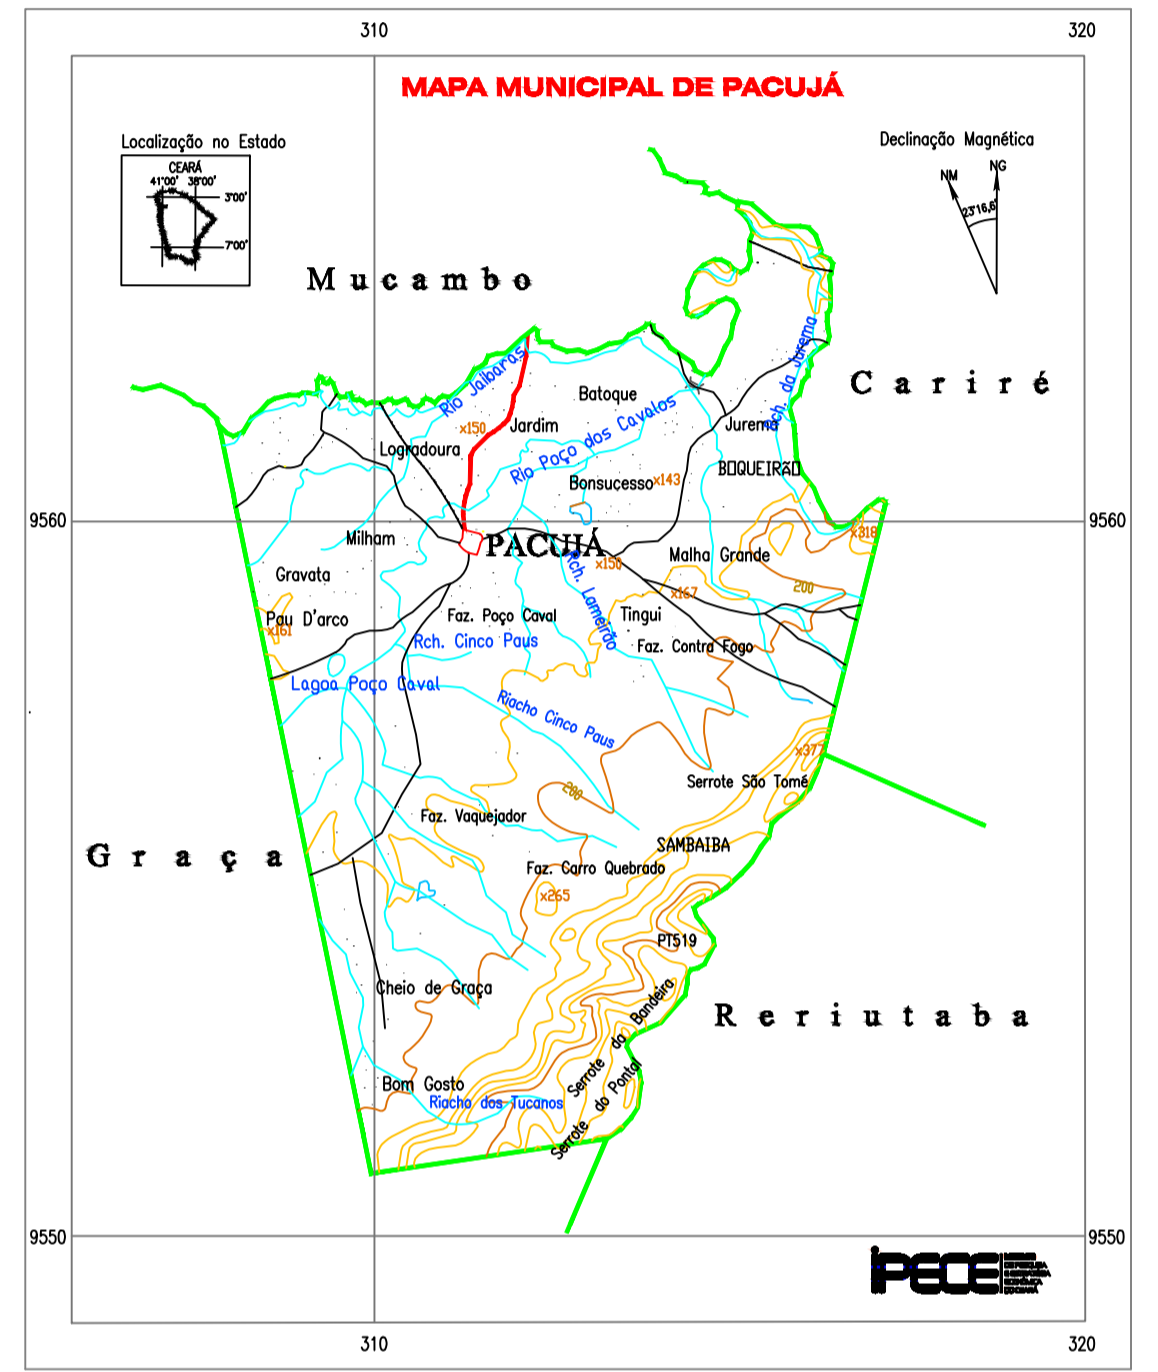 310
320
MAPA MUNICIPAL DE PACUJÁ
Localização no Estado
CEARÁ
41°00' 38°00'
3°00'
7°00'
Declinação Magnética
NM
NG
23°16,6'
Mucambo
Cariré
Rio Jaibaras
Rch. da Jurema
Batoque
Rio Poço dos Cavalos
x150
Jardim
Jurema
Logradoura
BOQUEIRÃO
Bonsucesso
x143
9560
9560
x318
Milham
PACUJÁ
Malha Grande
x150
Rch. Lameirão
Gravata
200
x167
Pau D'arco
x161
Faz. Poço Caval
Tingui
Rch. Cinco Paus
Faz. Contra Fogo
Lagoa Poço Caval
Riacho Cinco Paus
x377
Serrote São Tomé
200
Faz. Vaquejador
SAMBAIBA
Graça
Faz. Carro Quebrado
x265
PT519
Cheio de Graça
Serrote da Bandeira
Reriutaba
Bom Gosto
Riacho dos Tucanos
Serrote do Pontal
9550
9550
IPECE
310
320